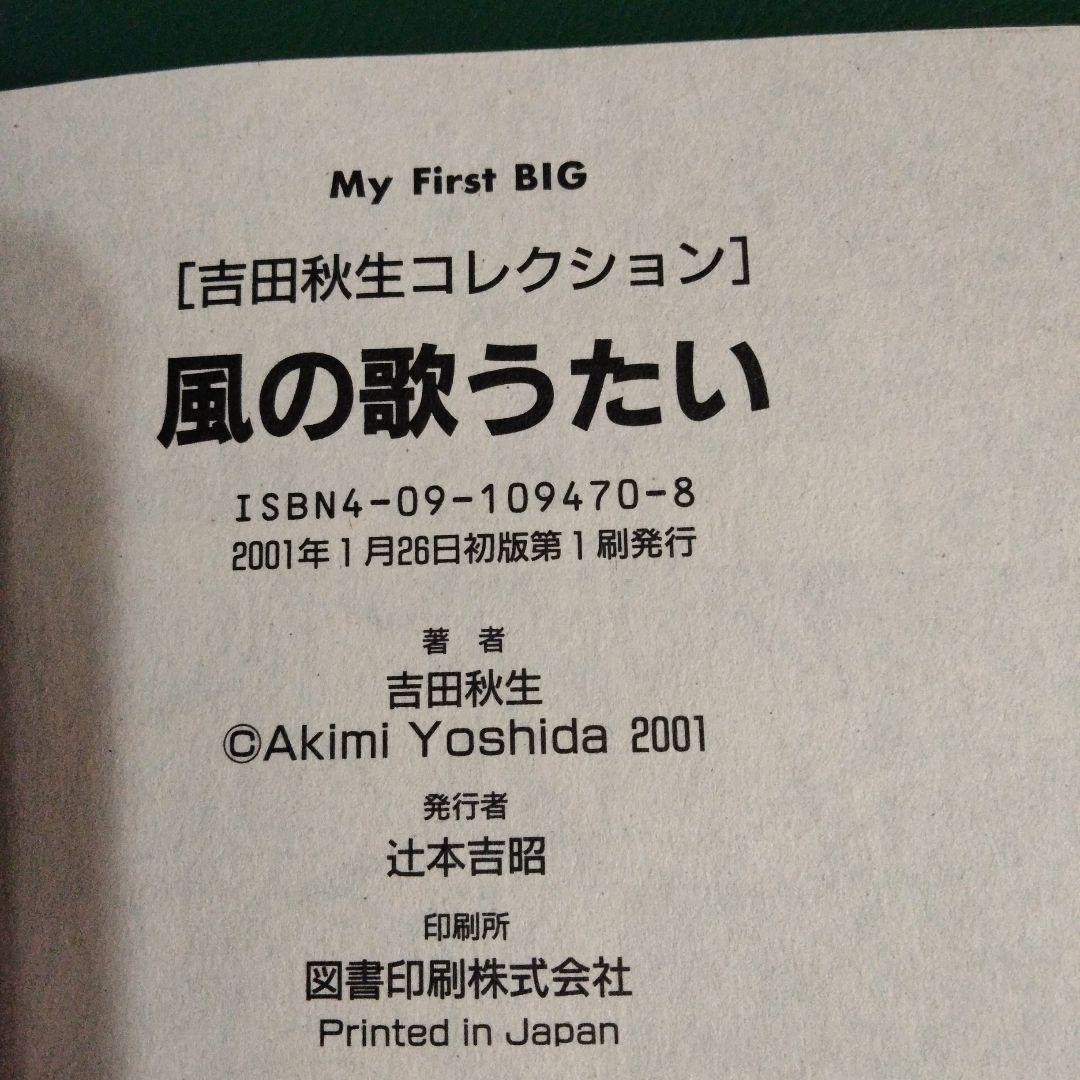 My First BIG
［吉田秋生コレクション］
風の歌うたい
ISBN4-09-109470-8
2001年1月26日初版第1刷発行
著 者
吉田秋生
©Akimi Yoshida 2001
発行者
辻本吉昭
印刷所
図書印刷株式会社
Printed in Japan